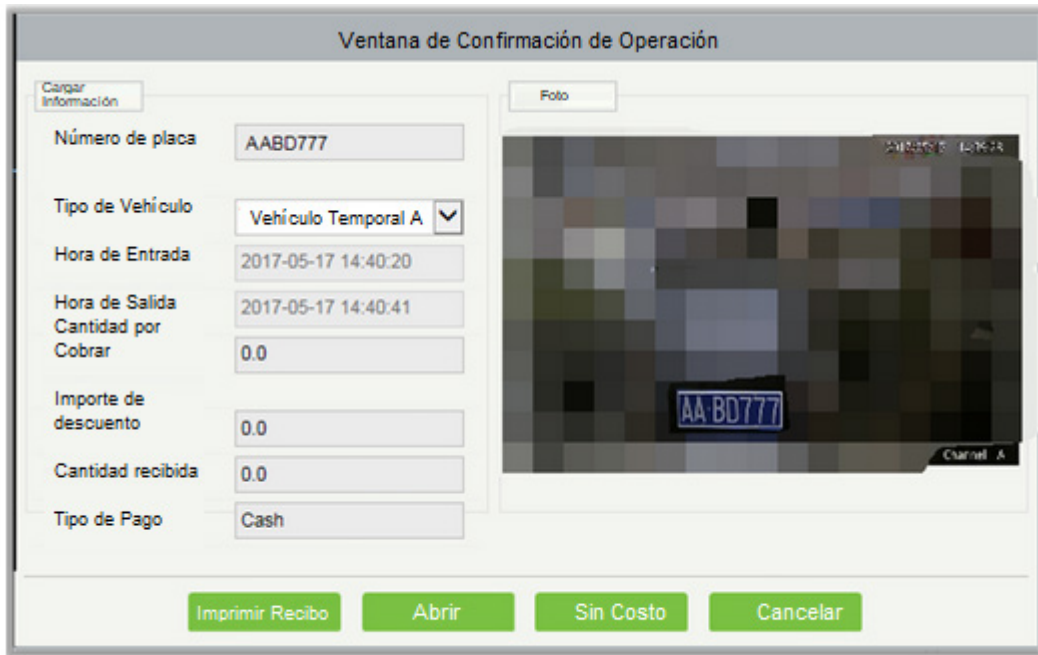 Ventana de Confirmación de Operación
Cargar
Información
Número de placa
AABD777
Tipo de Vehículo
Vehículo Temporal A
Hora de Entrada
2017-05-17 14:40:20
Hora de Salida
2017-05-17 14:40:41
Cantidad por
Cobrar
0.0
Importe de
descuento
0.0
Cantidad recibida
0.0
Tipo de Pago
Cash
Foto
AA·BD777
Channel A
Imprimir Recibo
Abrir
Sin Costo
Cancelar